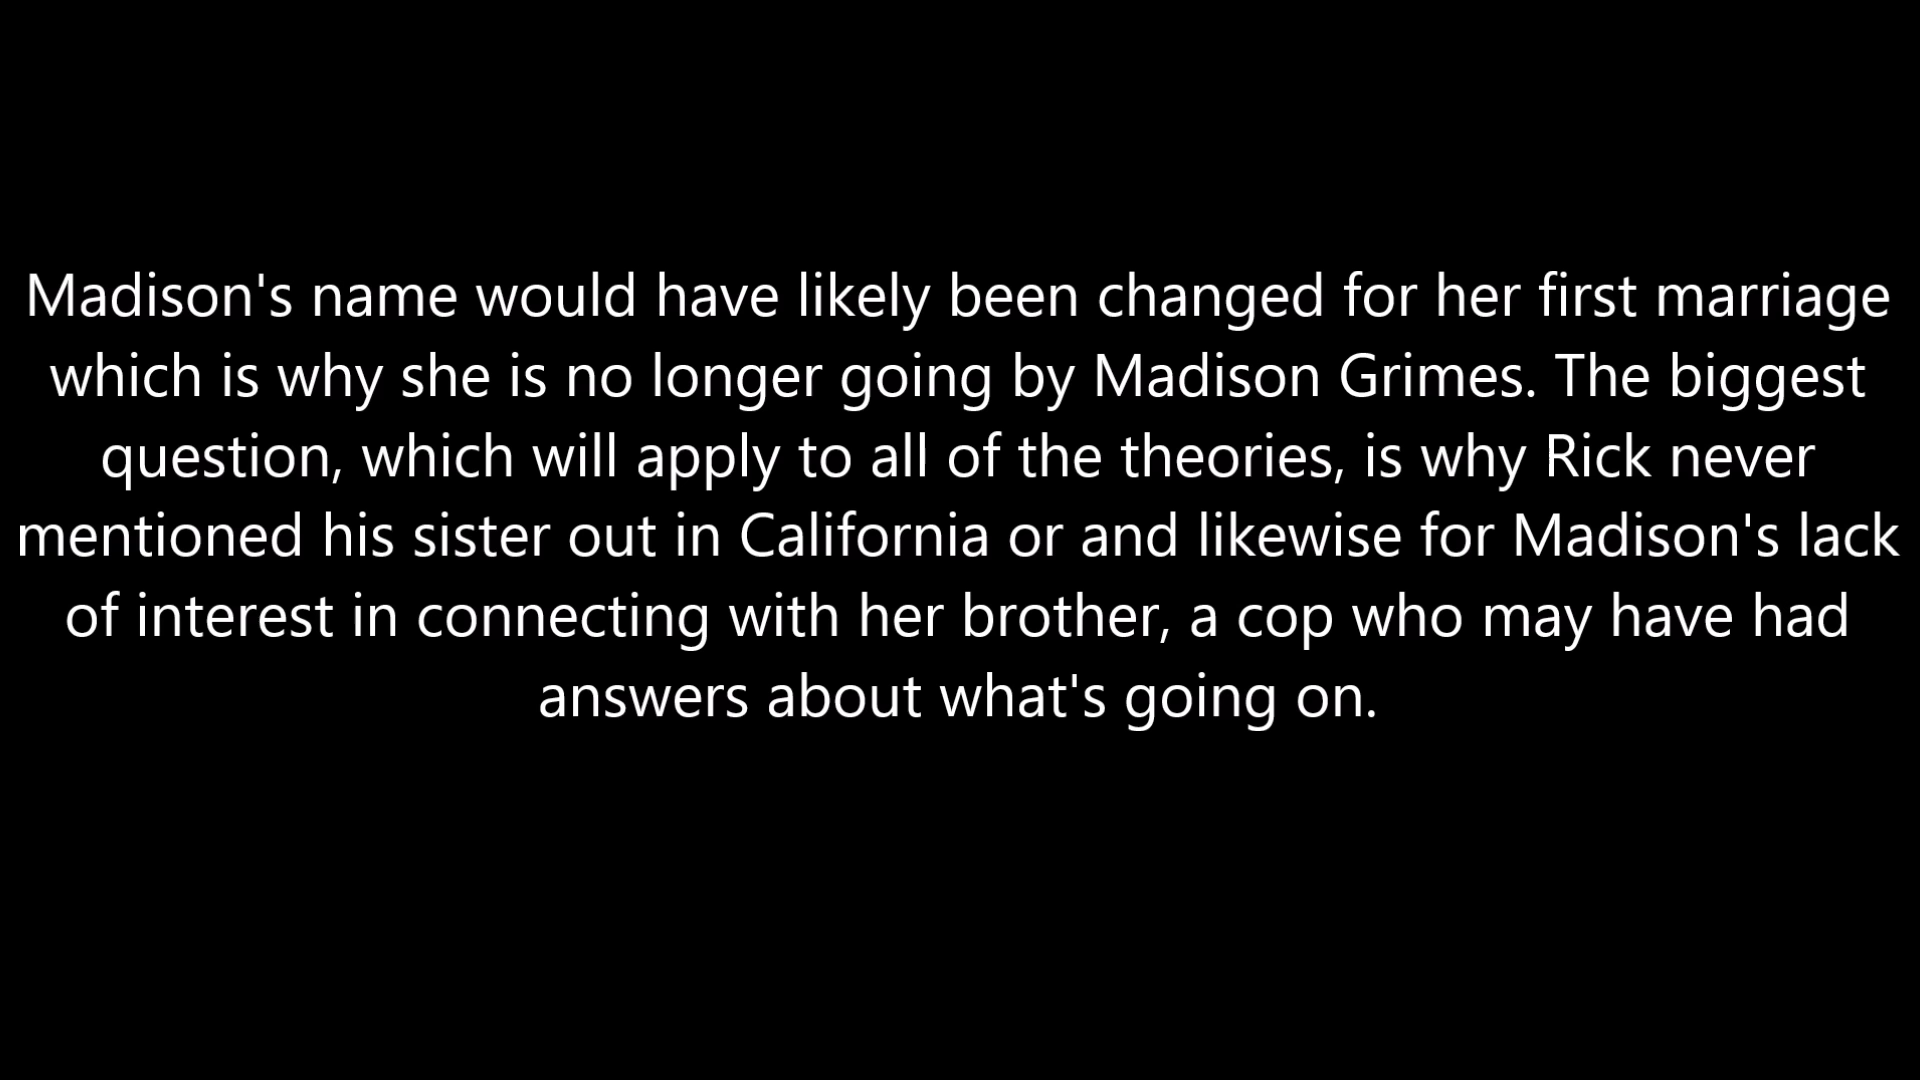 Madison's name would have likely been changed for her first marriage
which is why she is no longer going by Madison Grimes. The biggest
question, which will apply to all of the theories, is why Rick never
mentioned his sister out in California or and likewise for Madison's lack
of interest in connecting with her brother, a cop who may have had
answers about what's going on.